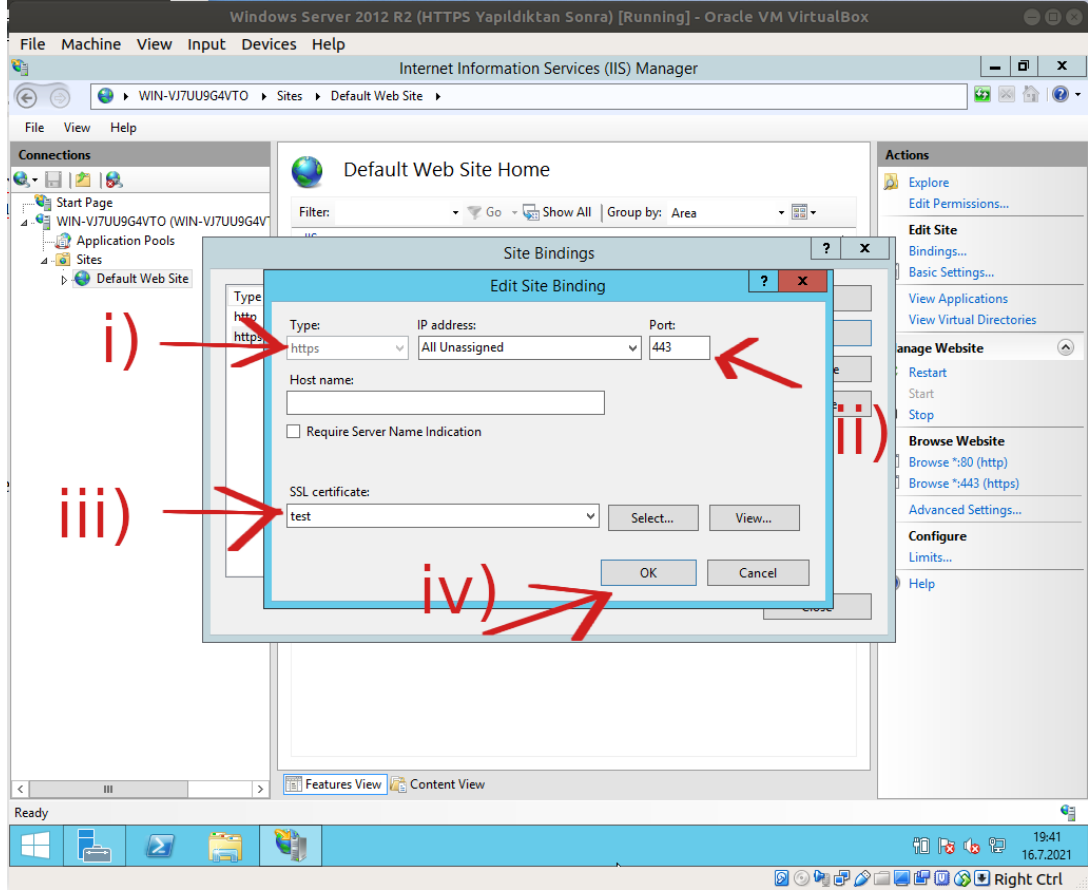 Windows Server 2012 R2 (HTTPS Yapıldıktan Sonra) [Running] - Oracle VM VirtualBox
File Machine View Input Devices Help
Internet Information Services (IIS) Manager
WIN-VJ7UU9G4VTO Sites Default Web Site
File View Help
Connections
Start Page
WIN-VJ7UU9G4VTO (WIN-VJ7UU9G4VT
Application Pools
Sites
Default Web Site
Default Web Site Home
Filter: Go Show All Group by: Area
Site Bindings
Type
http
https
Edit Site Binding
Type: IP address: Port:
https All Unassigned 443
Host name:
Require Server Name Indication
SSL certificate:
test Select... View...
OK Cancel
Close
i)
ii)
iii)
iv)
Actions
Explore
Edit Permissions...
Edit Site
Bindings...
Basic Settings...
View Applications
View Virtual Directories
anage Website
Restart
Start
Stop
Browse Website
Browse *:80 (http)
Browse *:443 (https)
Advanced Settings...
Configure
Limits...
Help
Features View Content View
Ready
19:41
16.7.2021
Right Ctrl